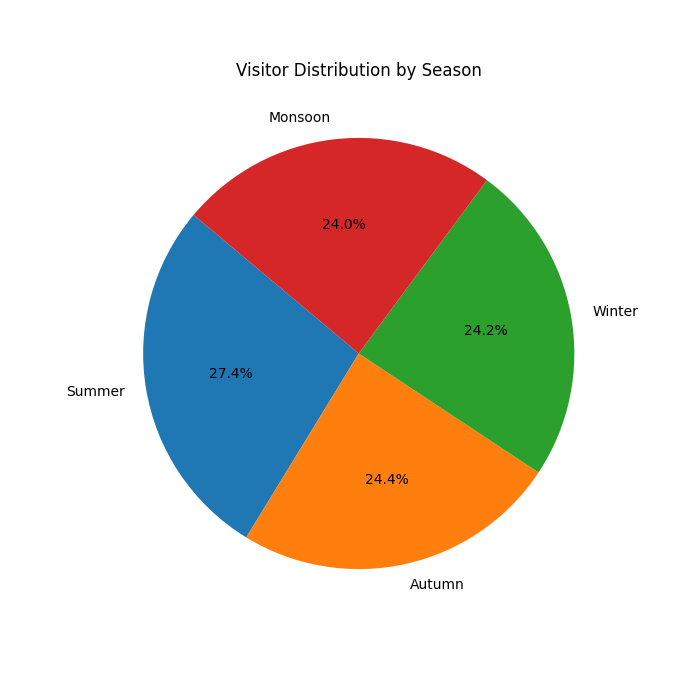 Visitor Distribution by Season
Monsoon
24.0%
Winter
24.2%
27.4%
Summer
24.4%
Autumn